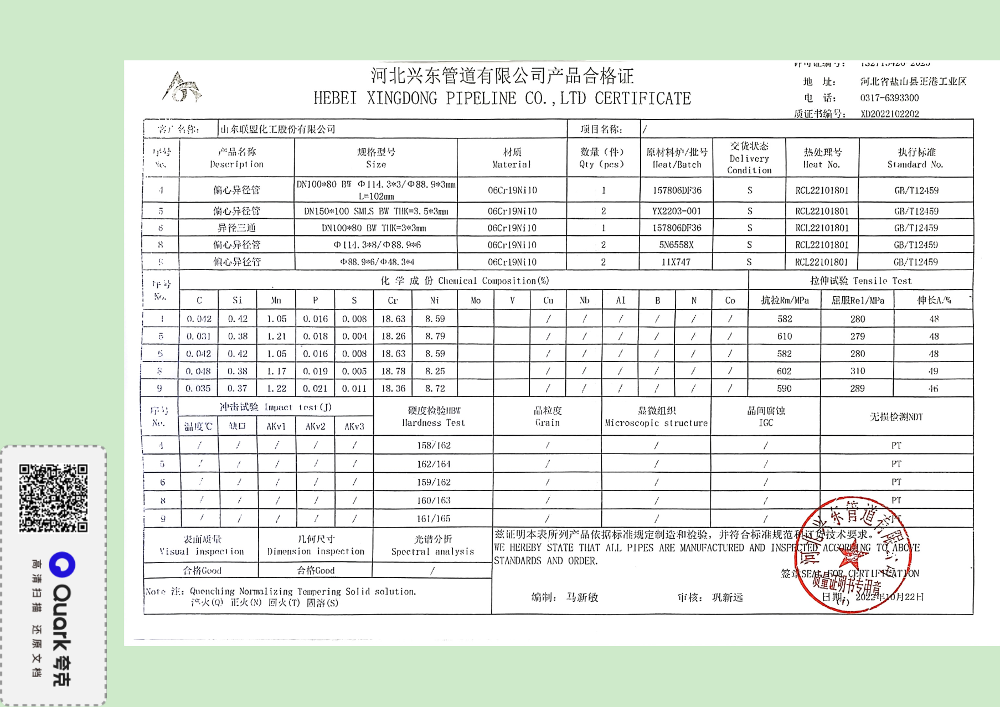 河北兴东管道有限公司产品合格证
HEBEI XINGDONG PIPELINE CO.,LTD CERTIFICATE
许可证编号:
地 址: 河北省盐山县正港工业区
电 话: 0317-6393300
质证书编号: XD2022102202
客户名称: 山东联盟化工股份有限公司 项目名称: /
序号 产品名称 规格型号 材质 数量（件） 原材料炉/批号 交货状态 热处理号 执行标准
No. Description Size Material Qty（pcs） Heat/Batch Delivery Condition Heat No. Standard No.
4 偏心异径管 DN100*80 BW Φ114.3*3/Φ88.9*3mm L=102mm 06Cr19Ni10 1 157806DF36 S RCL22101801 GB/T12459
5 偏心异径管 DN150*100 SMLS BW THK=3.5*3mm 06Cr19Ni10 2 YX2203-001 S RCL22101801 GB/T12459
6 异径三通 DN100*80 BW THK=3*3mm 06Cr19Ni10 1 157806DF36 S RCL22101801 GB/T12459
8 偏心异径管 Φ114.3*8/Φ88.9*6 06Cr19Ni10 2 5N6558X S RCL22101801 GB/T12459
9 偏心异径管 Φ88.9*6/Φ48.3*4 06Cr19Ni10 2 11X747 S RCL22101801 GB/T12459
序号 No. 化 学 成 份 Chemical Composition(%) 拉伸试验 Tensile Test
C Si Mn P S Cr Ni Mo V Cu Nb Al B N Co 抗拉Rm/MPa 屈服Rel/MPa 伸长A/%
4 0.042 0.42 1.05 0.016 0.008 18.63 8.59 / / / / / / 582 280 48
5 0.031 0.38 1.21 0.018 0.004 18.26 8.79 / / / / / / 610 279 48
6 0.042 0.42 1.05 0.016 0.008 18.63 8.59 / / / / / / 582 280 48
8 0.048 0.38 1.17 0.019 0.005 18.78 8.25 / / / / / / 602 310 49
9 0.035 0.37 1.22 0.021 0.011 18.36 8.72 / / / / / / 590 289 46
序号 No. 冲击试验 Impact test(J) 硬度检验HBW Hardness Test 晶粒度 Grain 显微组织 Microscopic structure 晶间腐蚀 IGC 无损检测NDT
温度℃ 缺口 AKv1 AKv2 AKv3
4 / / / / / 158/162 / / / PT
5 / / / / / 162/164 / / / PT
6 / / / / / 159/162 / / / PT
8 / / / / / 160/163 / / / PT
9 / / / / / 161/165 / / / PT
表面质量 几何尺寸 光谱分析
Visual inspection Dimension inspection Spectral analysis
合格Good 合格Good /
兹证明本表所列产品依据标准规定制造和检验，并符合标准规范和订货技术要求。
WE HEREBY STATE THAT ALL PIPES ARE MANUFACTURED AND INSPECTED ACCORDING TO ABOVE
STANDARDS AND ORDER.
签章SEAL FOR CERTIFICATION
Note 注: Quenching Normalizing Tempering Solid solution.
淬火(Q) 正火(N) 回火(T) 固溶(S)
编制: 马新敏 审核: 巩新远 日期: 2022年10月22日
河北兴东管道有限公司
质量证明书专用章
(1)
Quark 夸克
高清扫描 还原文档